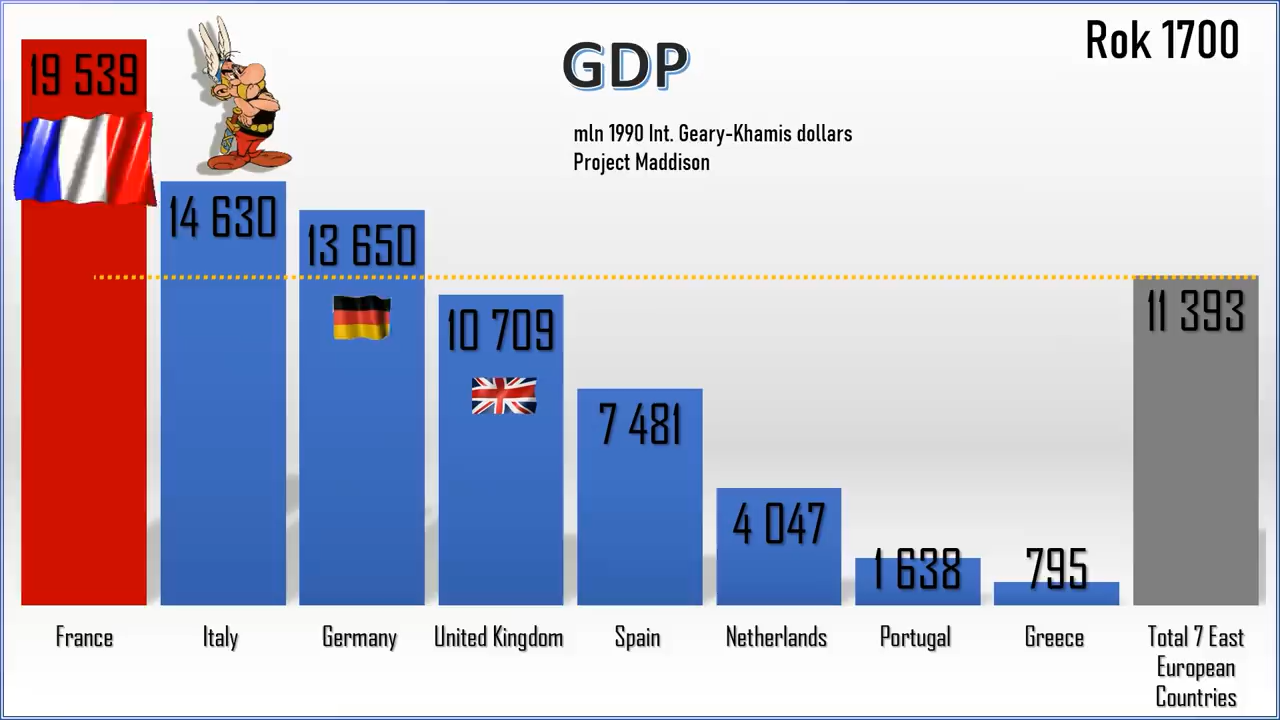 GDP
Rok 1700
mln 1990 Int. Geary-Khamis dollars
Project Maddison
19 539
14 630
13 650
10 709
7 481
4 047
1 638
795
11 393
France
Italy
Germany
United Kingdom
Spain
Netherlands
Portugal
Greece
Total 7 East
European
Countries